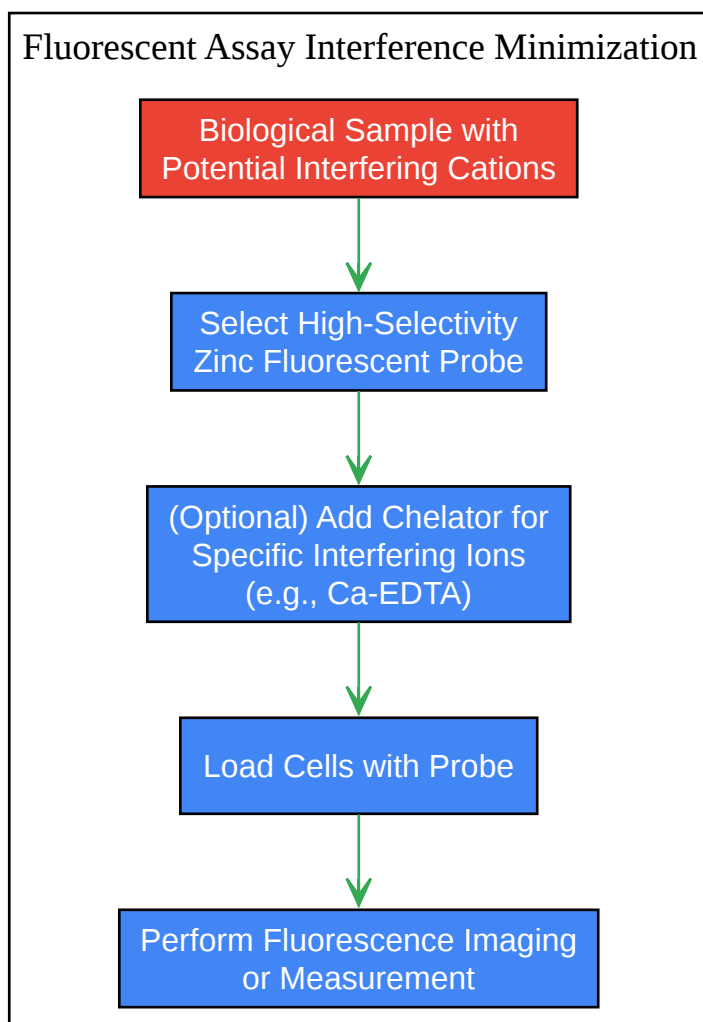 Fluorescent Assay Interference Minimization
Biological Sample with
Potential Interfering Cations
Select High-Selectivity
Zinc Fluorescent Probe
(Optional) Add Chelator for
Specific Interfering Ions
(e.g., Ca-EDTA)
Load Cells with Probe
Perform Fluorescence Imaging
or Measurement